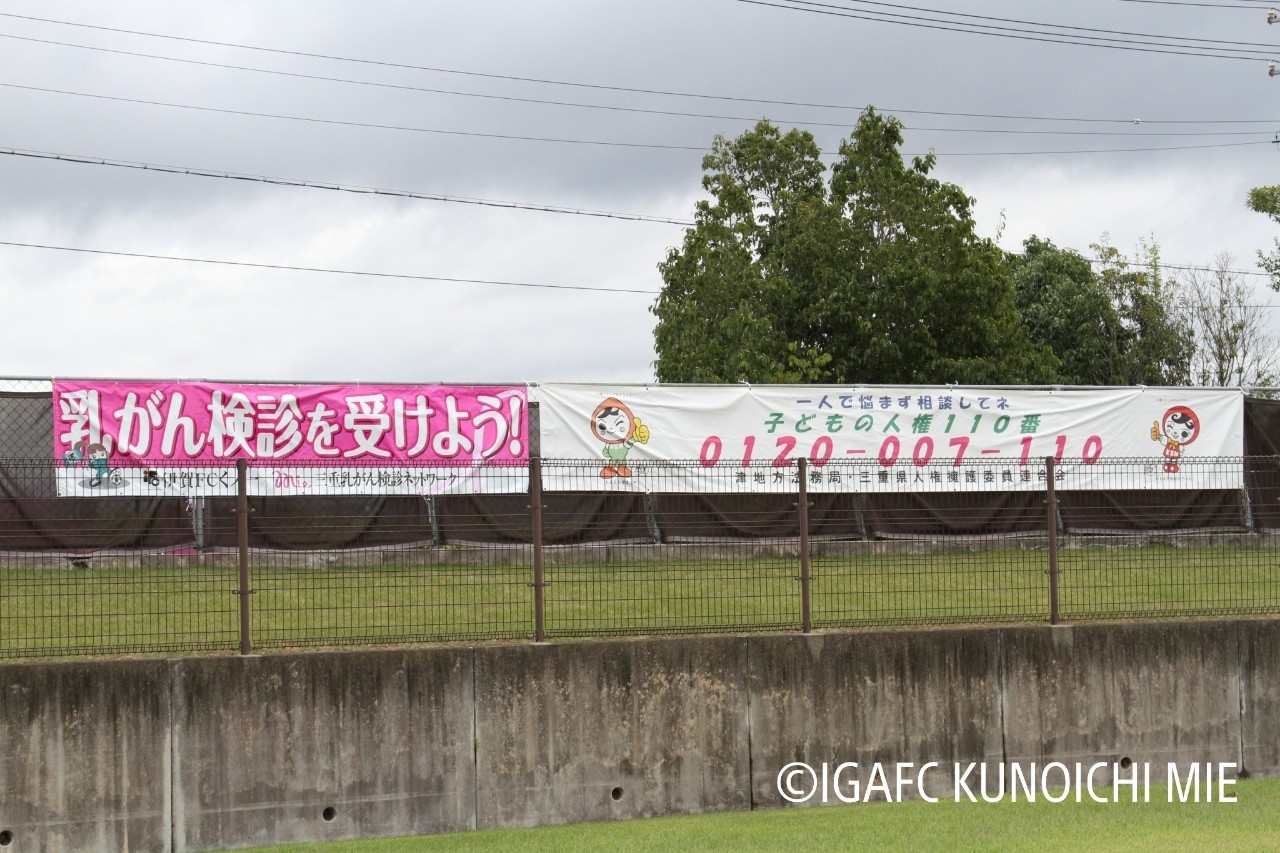 乳がん検診を受けよう!
伊賀FCくノ一 三重乳がん検診ネットワーク
一人で悩まず相談してネ
子どもの人権110番
0120-007-110
津地方法務局・三重県人権擁護委員連合会
©IGAFC KUNOICHI MIE